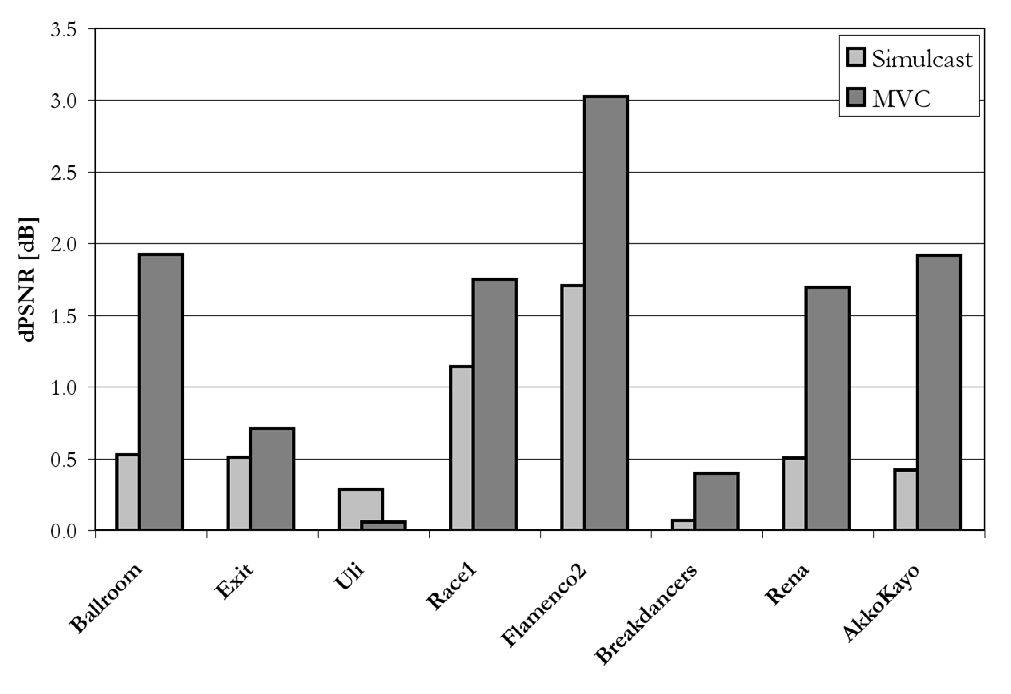 3.5
3.0
2.5
2.0
1.5
1.0
0.5
0.0
dPSNR [dB]
Simulcast
MVC
Ballroom
Exit
Uli
Race1
Flamenco2
Breakdancers
Rena
AkkoKayo